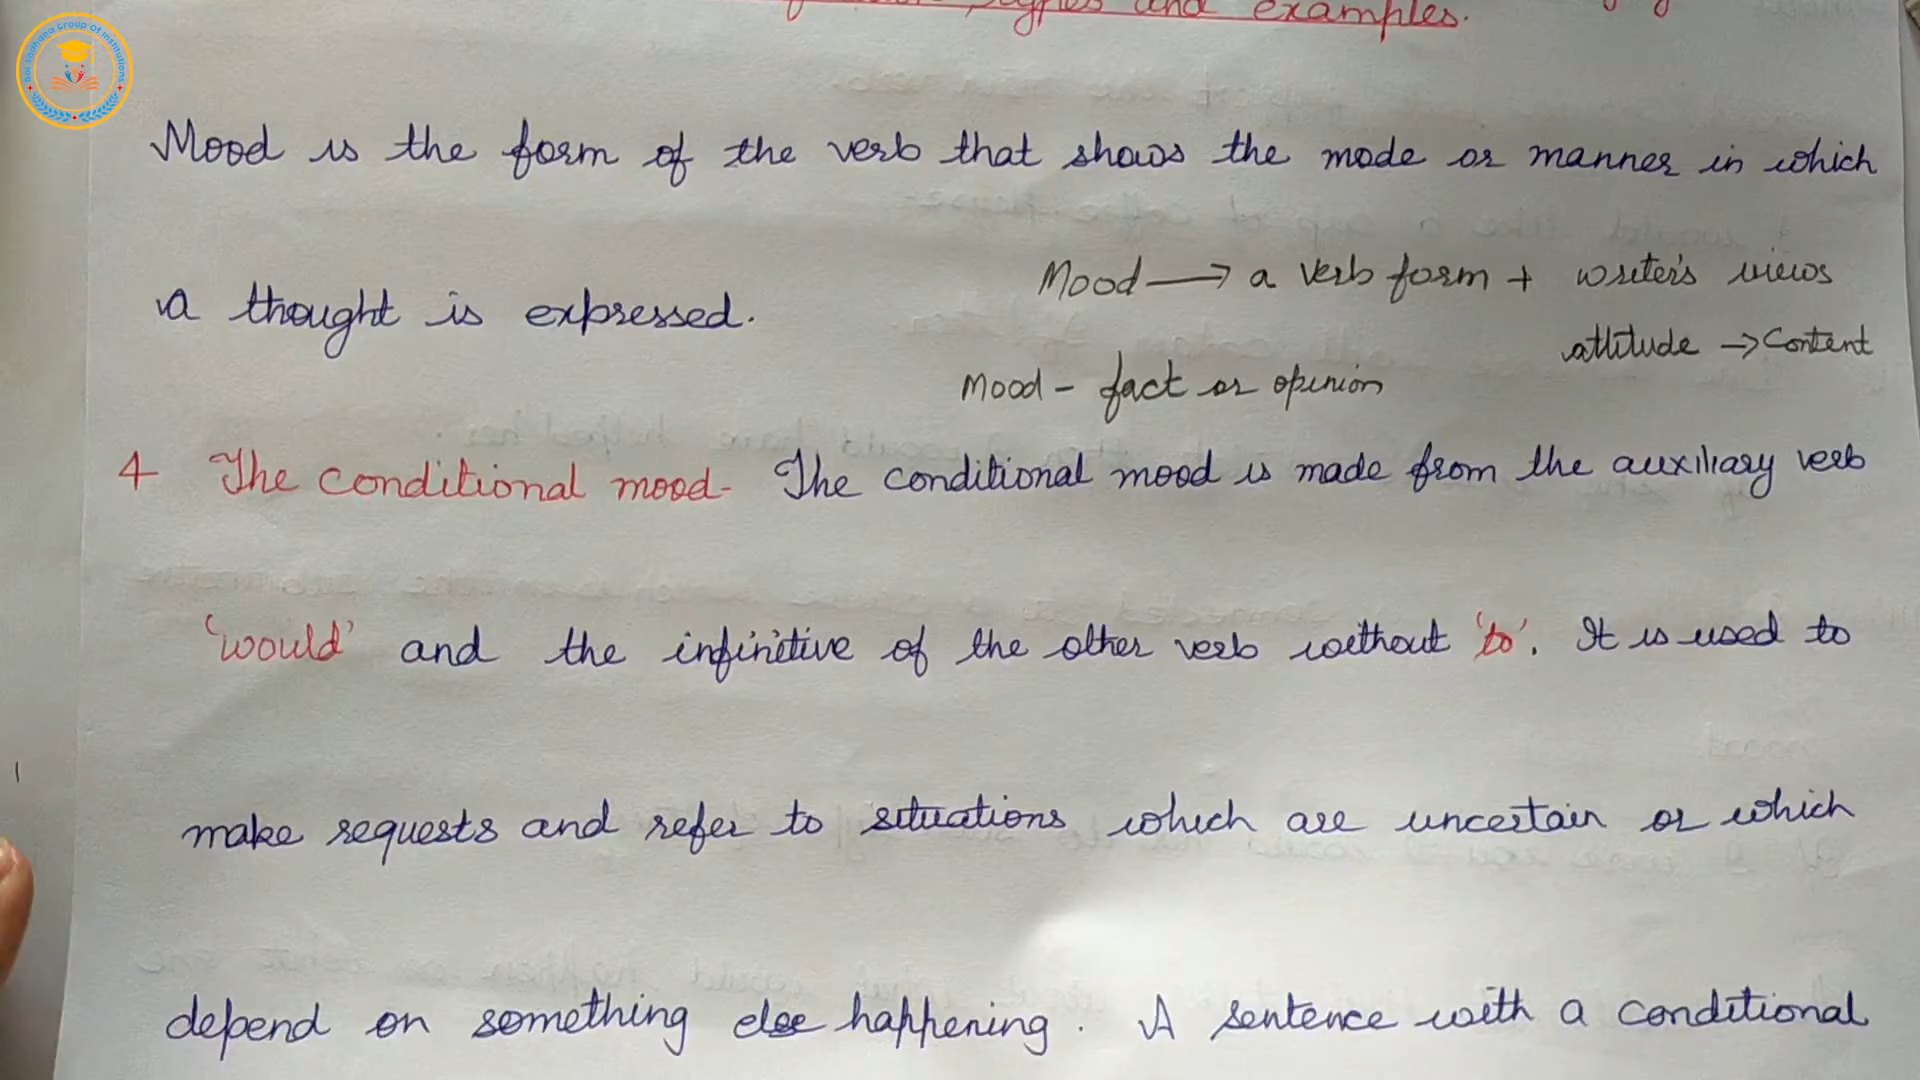 types and examples.
Mood is the form of the verb that shows the mode or manner in which
a thought is expressed.
Mood → a verb form + writer's views
attitude → Content
Mood - fact or opinion
4 The conditional mood - The conditional mood is made from the auxiliary verb
'would' and the infinitive of the other verb without 'to'. It is used to
make requests and refer to situations which are uncertain or which
depend on something else happening. A sentence with a conditional